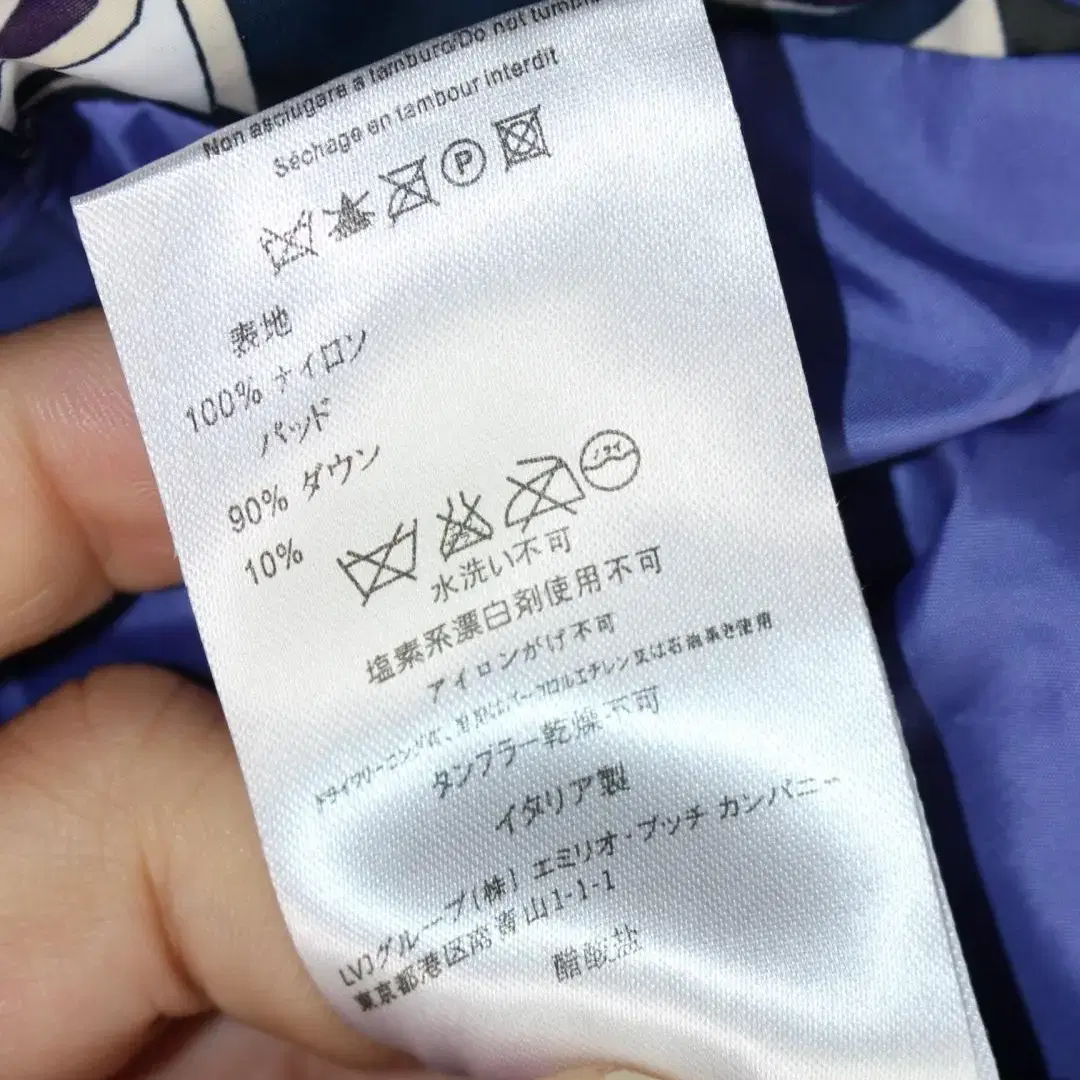 Non asciugare a tamburo/Do not tumble
Séchage en tambour interdit
P
表地
100% ナイロン
パッド
90% ダウン
10%
水洗い不可
塩素系漂白剤使用不可
アイロンがけ不可
タンブラー乾燥不可
イタリア製
LVJグループ(株) エミリオ・プッチ カンパニー
東京都港区南青山1-1-1
酢酸塩